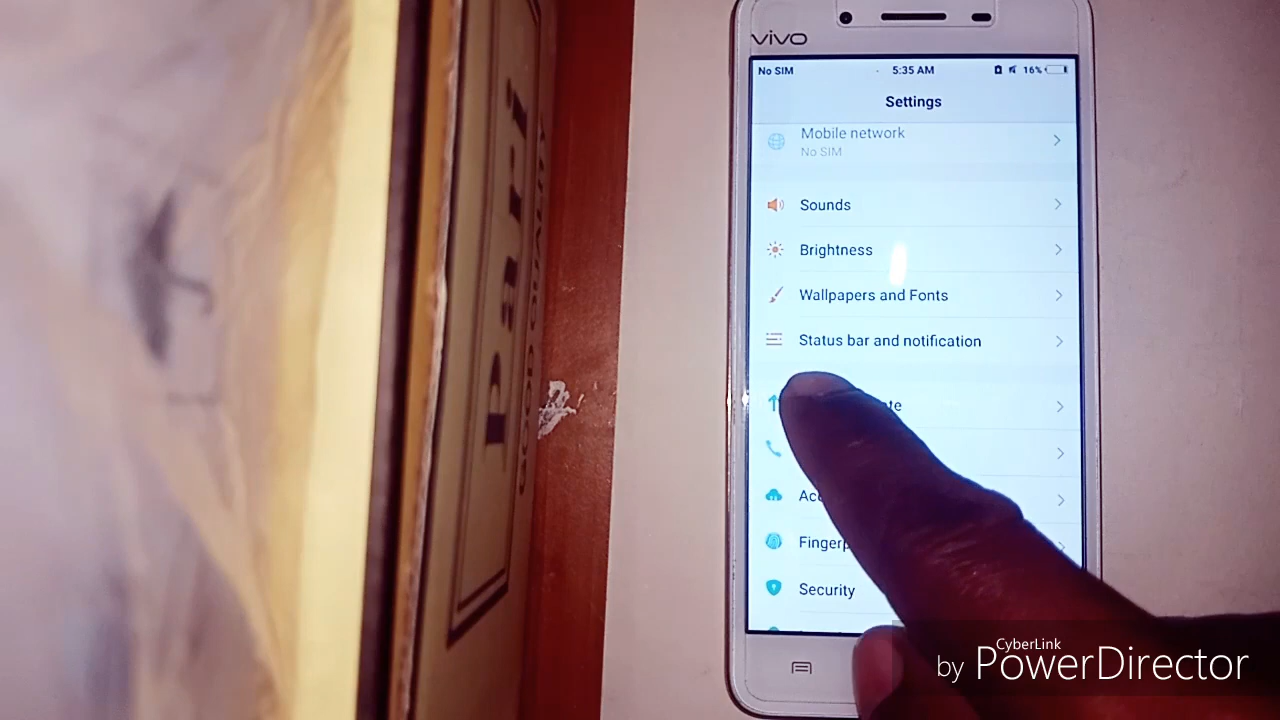 vivo
No SIM
5:35 AM
16%
Settings
Mobile network
No SIM
Sounds
Brightness
Wallpapers and Fonts
Status bar and notification
Security
Pari
CyberLink
by PowerDirector